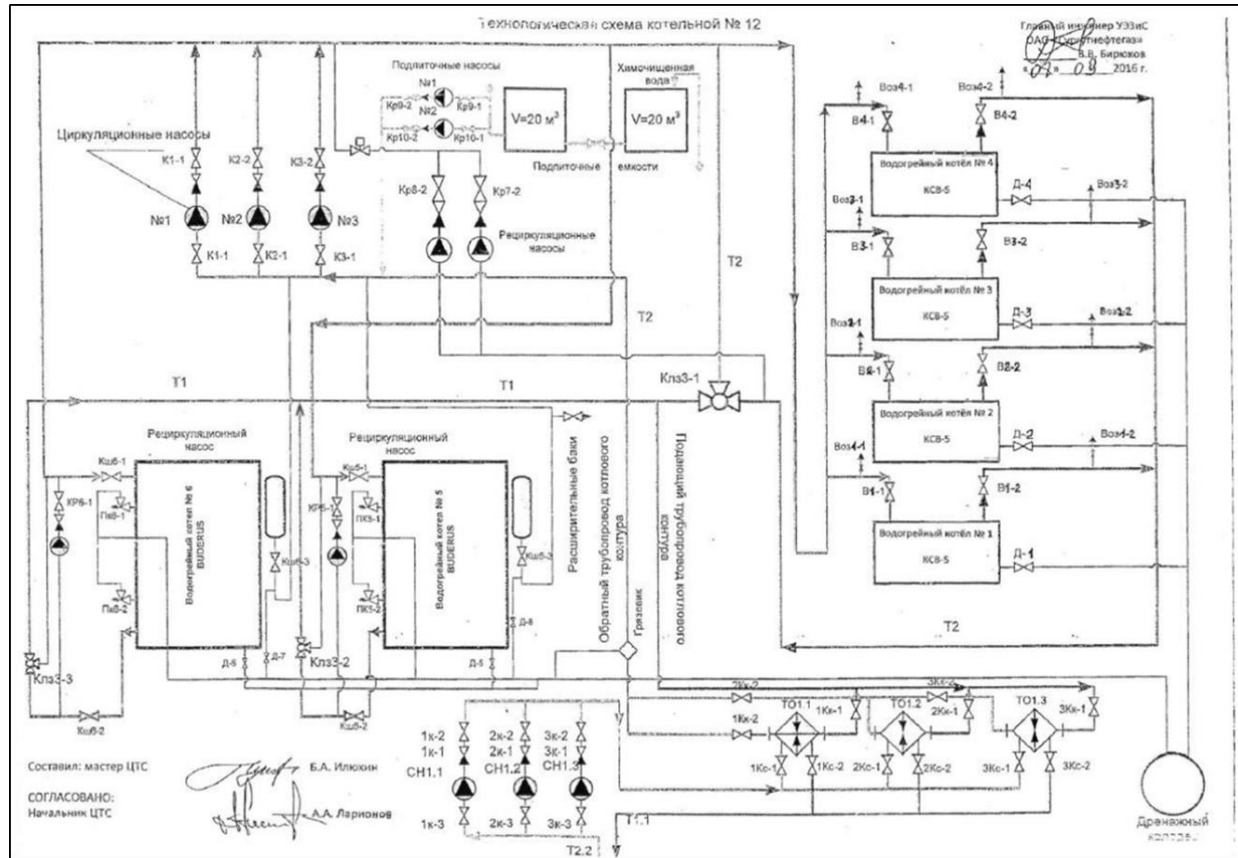 Технологическая схема котельной № 12
Главный инженер УЭЗиС
ОАО «Сургутнефтегаз»
В.В. Бирюков
« 07 » 09 2016 г.
Подпиточные насосы
Химочищенная
вода
№1
Кр9-2
Кр9-1
№2
Кр10-2
Кр10-1
V=20 м³
V=20 м³
Подпиточные емкости
Циркуляционные насосы
К1-1
К2-2
К3-2
№1
№2
№3
К1-1
К2-1
К3-1
Кр8-2
Кр7-2
Рециркуляционные
насосы
Т2
Т2
Воз4-1
Воз4-2
В4-1
В4-2
Водогрейный котёл № 4
КСВ-5
Д-4
Воз3-2
В3-1
В3-2
Водогрейный котёл № 3
КСВ-5
Д-3
В2-2
Водогрейный котёл № 2
КСВ-5
Д-2
Воз1-2
В1-1
В1-2
Водогрейный котёл № 1
КСВ-5
Д-1
Т2
Т1
Т1
Клз3-1
Рециркуляционный
насос
Рециркуляционный
насос
Кш6-1
КР6-1
Пк6-1
Пк6-2
Водогрейный котел № 6
BUDERUS
Кш6-3
Кш6-2
Клз3-3
Д-6
Д-7
КР5-1
ПК5-1
ПК5-2
Водогрейный котел № 5
BUDERUS
Клз3-2
Д-8
Д-5
Расширительные баки
Обратный трубопровод котлового
контура
Подающий трубопровод котлового
контура
Грязевик
2Кк-2
3Кк-2
1Кк-2
ТО1.1
1Кк-1
ТО1.2
2Кк-1
ТО1.3
3Кк-1
1Кс-1
1Кс-2
2Кс-1
2Кс-2
3Кс-1
3Кс-2
1к-2
2к-2
3к-2
1к-1
2к-1
3к-1
СН1.1
СН1.2
СН1.3
1к-3
2к-3
3к-3
Т1.1
Т2.2
Дренажный
колодец
Составил: мастер ЦТС
Б.А. Илюхин
СОГЛАСОВАНО:
Начальник ЦТС
А.А. Ларионов